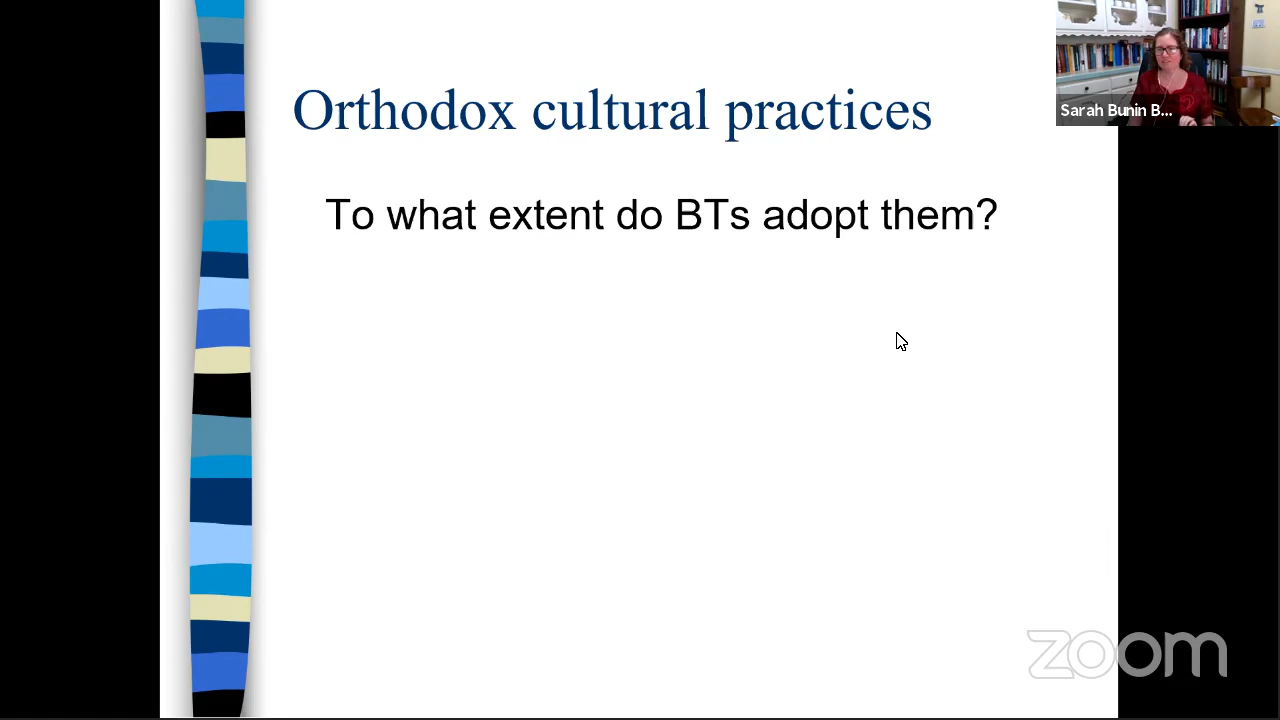 Orthodox cultural practices
To what extent do BTs adopt them?
Sarah Bunin B...
zoom